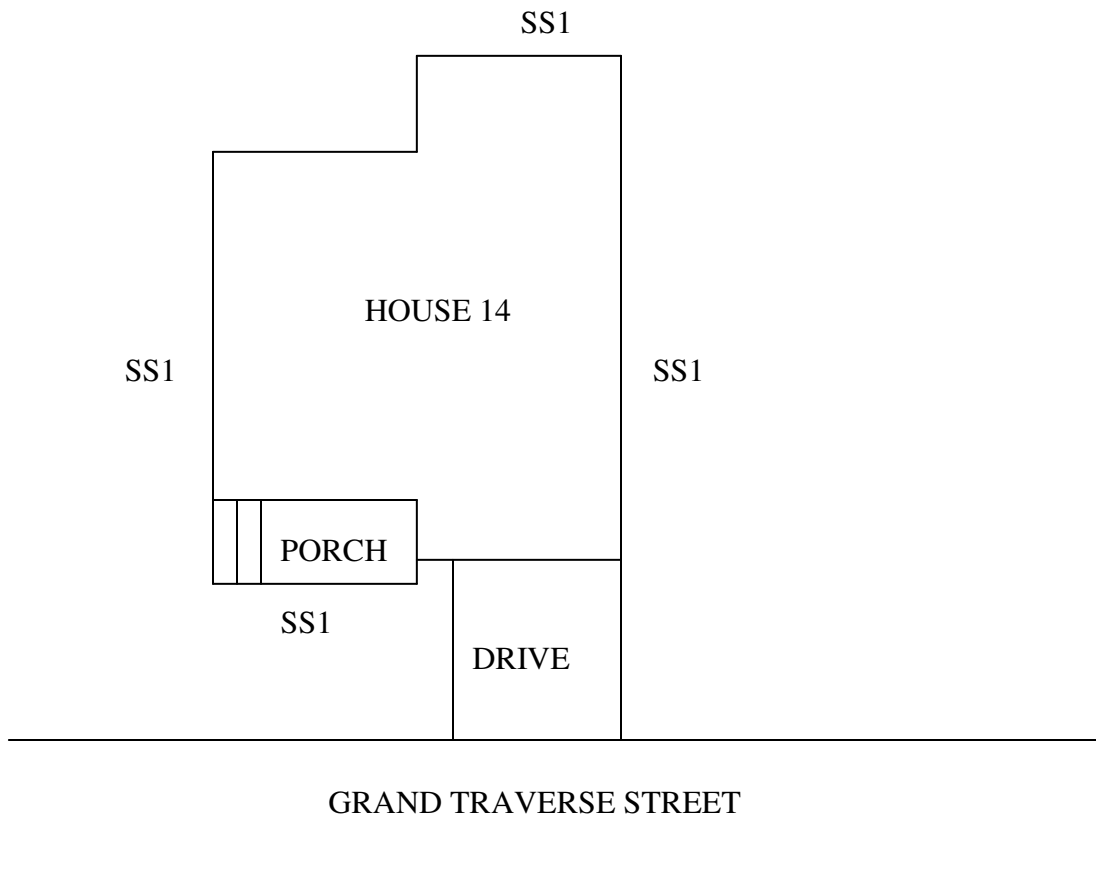 SS1
HOUSE 14
SS1
SS1
PORCH
SS1
DRIVE
GRAND TRAVERSE STREET